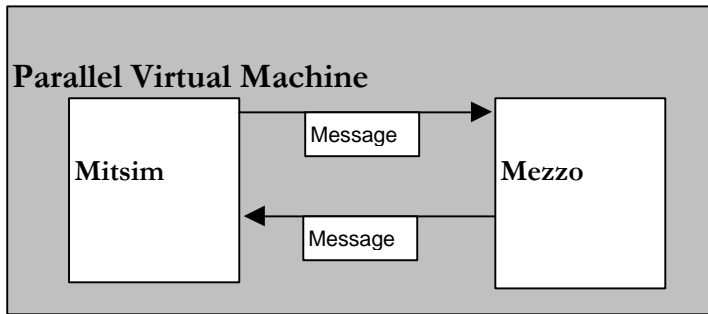 Parallel Virtual Machine
Message
Mitsim
Mezzo
Message